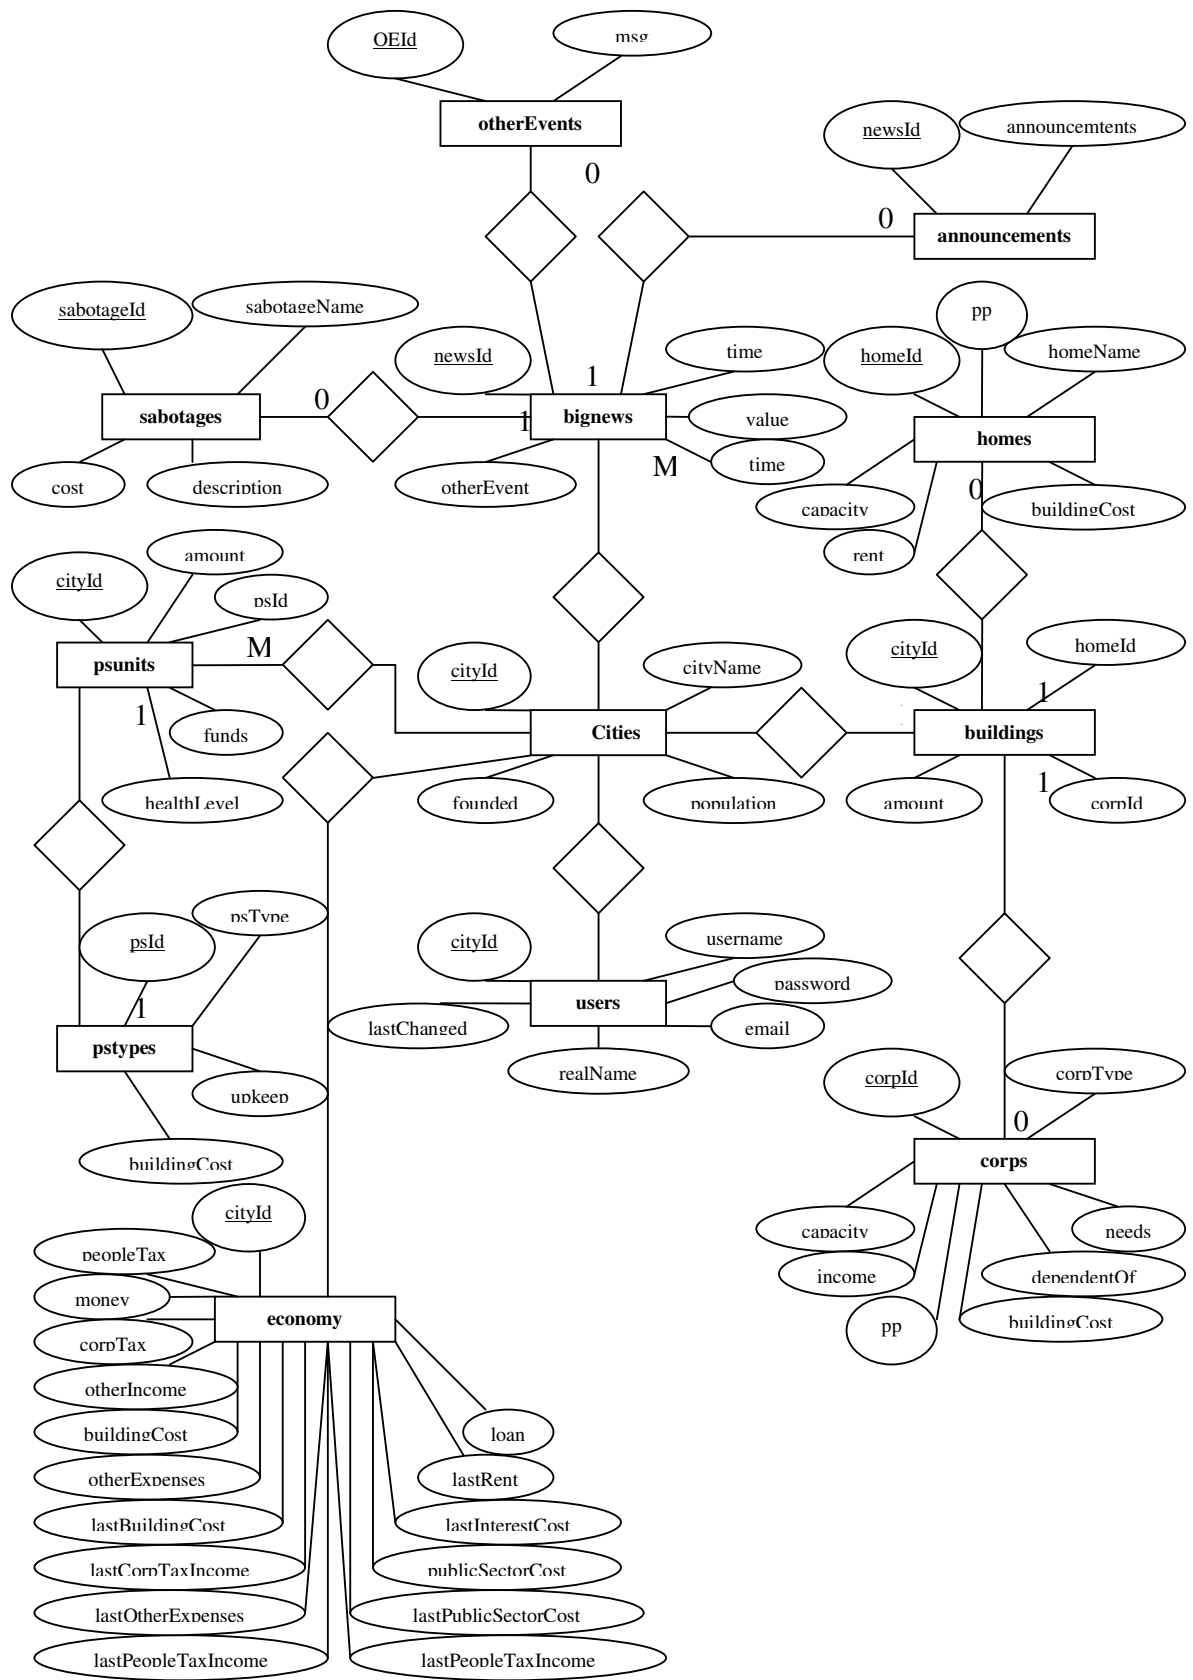 OEId
msg
otherEvents
0
newsId
announcemtents
0
announcements
sabotageId
sabotageName
pp
newsId
time
homeId
homeName
1
0
sabotages
1
bignews
value
homes
M
time
cost
description
otherEvent
0
capacity
buildingCost
rent
amount
cityId
psId
M
psunits
cityId
cityName
cityId
homeId
1
1
funds
Cities
buildings
healthLevel
founded
population
amount
1
corpId
psType
psId
cityId
username
password
1
users
lastChanged
email
pstypes
realName
upkeep
corpId
corpType
0
buildingCost
corps
cityId
peopleTax
capacity
needs
money
income
dependentOf
economy
corpTax
pp
buildingCost
otherIncome
buildingCost
loan
otherExpenses
lastRent
lastBuildingCost
lastInterestCost
lastCorpTaxIncome
publicSectorCost
lastOtherExpenses
lastPublicSectorCost
lastPeopleTaxIncome
lastPeopleTaxIncome